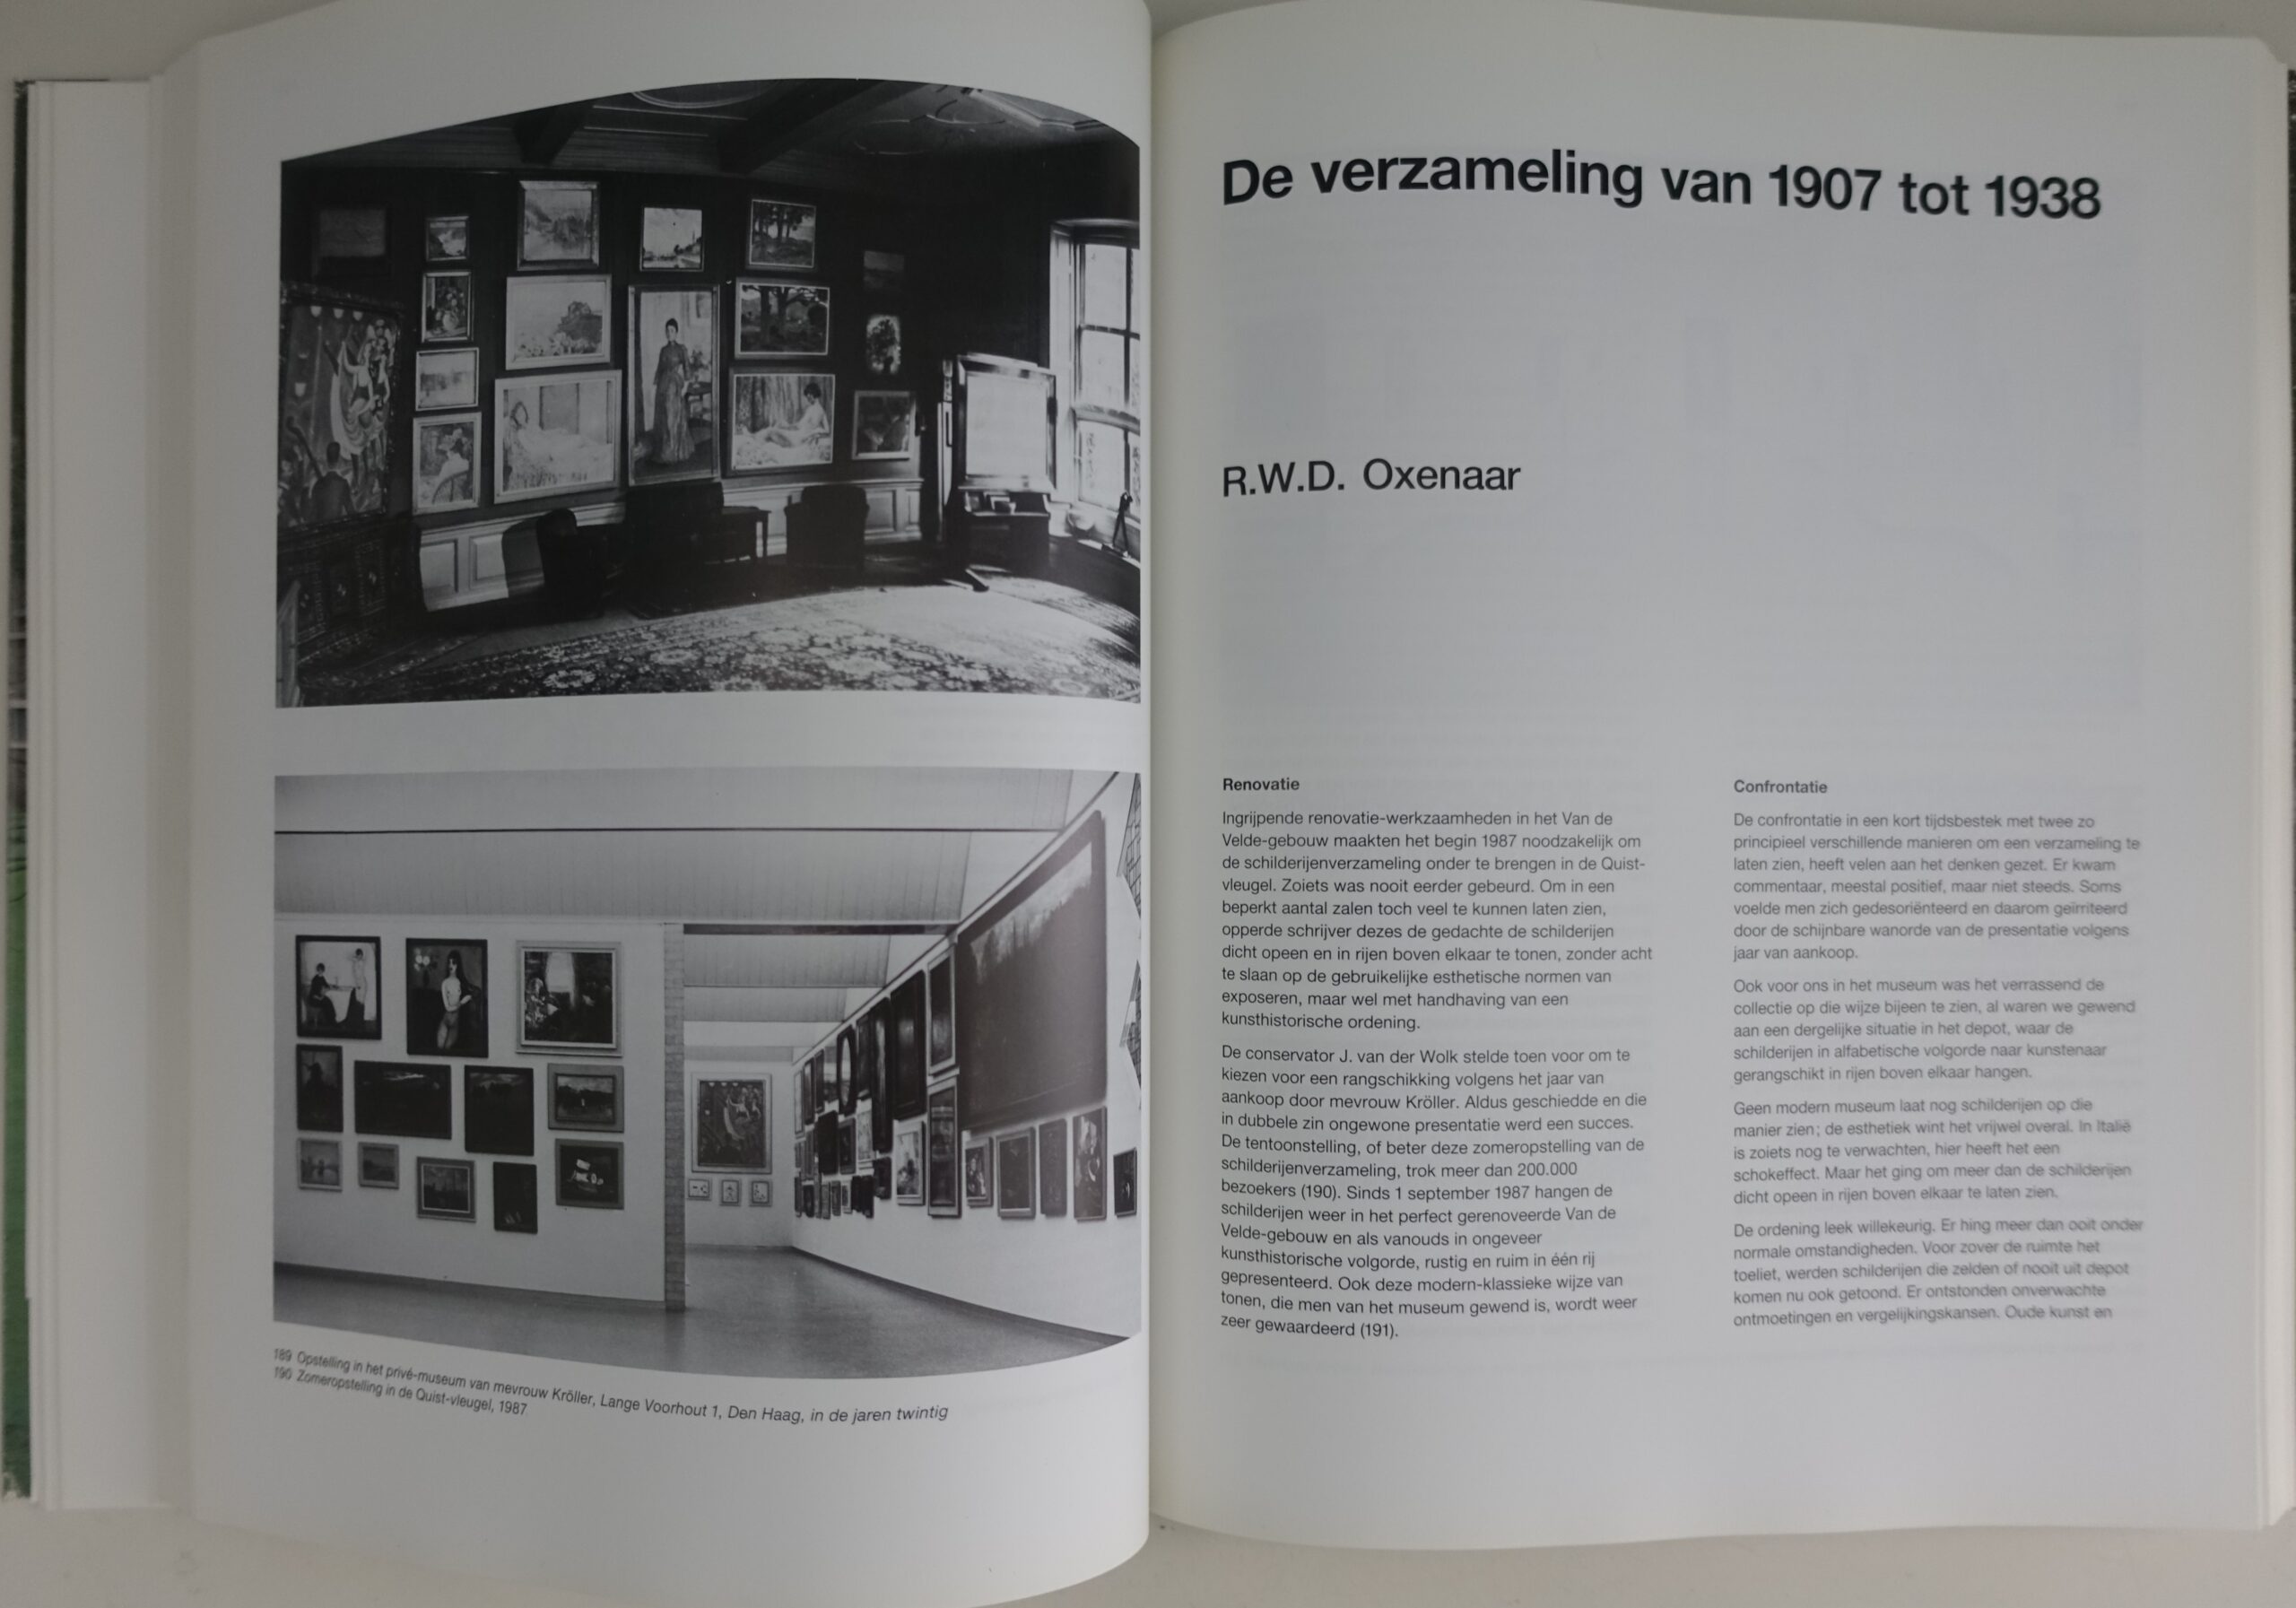 189 Opstelling in het privé-museum van mevrouw Kröller, Lange Voorhout 1, Den Haag, in de jaren twintig
190 Zomeropstelling in de Quist-vleugel, 1987
De verzameling van 1907 tot 1938
R.W.D. Oxenaar
Renovatie
Ingrijpende renovatie-werkzaamheden in het Van de
Velde-gebouw maakten het begin 1987 noodzakelijk om
de schilderijenverzameling onder te brengen in de Quist-
vleugel. Zoiets was nooit eerder gebeurd. Om in een
beperkt aantal zalen toch veel te kunnen laten zien,
opperde schrijver dezes de gedachte de schilderijen
dicht opeen en in rijen boven elkaar te tonen, zonder acht
te slaan op de gebruikelijke esthetische normen van
exposeren, maar wel met handhaving van een
kunsthistorische ordening.
De conservator J. van der Wolk stelde toen voor om te
kiezen voor een rangschikking volgens het jaar van
aankoop door mevrouw Kröller. Aldus geschiedde en die
in dubbele zin ongewone presentatie werd een succes.
De tentoonstelling, of beter deze zomeropstelling van de
schilderijenverzameling, trok meer dan 200.000
bezoekers (190). Sinds 1 september 1987 hangen de
schilderijen weer in het perfect gerenoveerde Van de
Velde-gebouw en als vanouds in ongeveer
kunsthistorische volgorde, rustig en ruim in één rij
gepresenteerd. Ook deze modern-klassieke wijze van
tonen, die men van het museum gewend is, wordt weer
zeer gewaardeerd (191).
Confrontatie
De confrontatie in een kort tijdsbestek met twee zo
principieel verschillende manieren om een verzameling te
laten zien, heeft velen aan het denken gezet. Er kwam
commentaar, meestal positief, maar niet steeds. Soms
voelde men zich gedesoriënteerd en daarom geïrriteerd
door de schijnbare wanorde van de presentatie volgens
jaar van aankoop.
Ook voor ons in het museum was het verrassend de
collectie op die wijze bijeen te zien, al waren we gewend
aan een dergelijke situatie in het depot, waar de
schilderijen in alfabetische volgorde naar kunstenaar
gerangschikt in rijen boven elkaar hangen.
Geen modern museum laat nog schilderijen op die
manier zien; de esthetiek wint het vrijwel overal. In Italië
is zoiets nog te verwachten, hier heeft het een
schokeffect. Maar het ging om meer dan de schilderijen
dicht opeen in rijen boven elkaar te laten zien.
De ordening leek willekeurig. Er hing meer dan ooit onder
normale omstandigheden. Voor zover de ruimte het
toeliet, werden schilderijen die zelden of nooit uit depot
komen nu ook getoond. Er ontstonden onverwachte
ontmoetingen en vergelijkingskansen. Oude kunst en